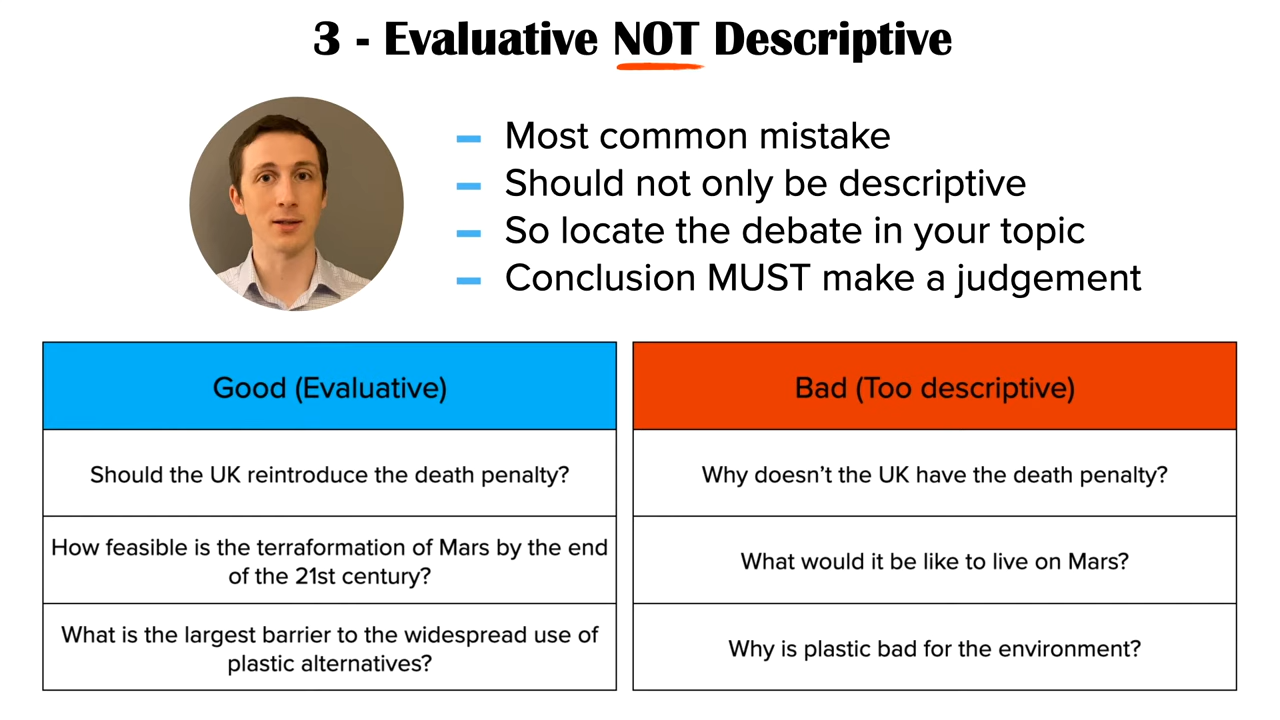 3 - Evaluative NOT Descriptive
Most common mistake
Should not only be descriptive
So locate the debate in your topic
Conclusion MUST make a judgement
Good (Evaluative)
Bad (Too descriptive)
Should the UK reintroduce the death penalty?
Why doesn’t the UK have the death penalty?
How feasible is the terraformation of Mars by the end
of the 21st century?
What would it be like to live on Mars?
What is the largest barrier to the widespread use of
plastic alternatives?
Why is plastic bad for the environment?